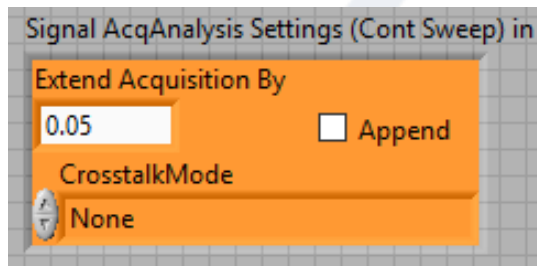 Signal AcqAnalysis Settings (Cont Sweep) in
Extend Acquisition By
0.05
Append
CrosstalkMode
None